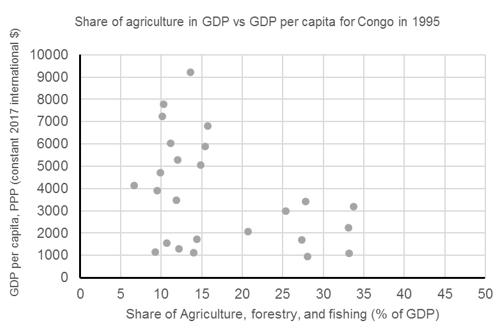 Share of agriculture in GDP vs GDP per capita for Congo in 1995
GDP per capita, PPP (constant 2017 international $)
10000
9000
8000
7000
6000
5000
4000
3000
2000
1000
0
0 5 10 15 20 25 30 35 40 45 50
Share of Agriculture, forestry, and fishing (% of GDP)